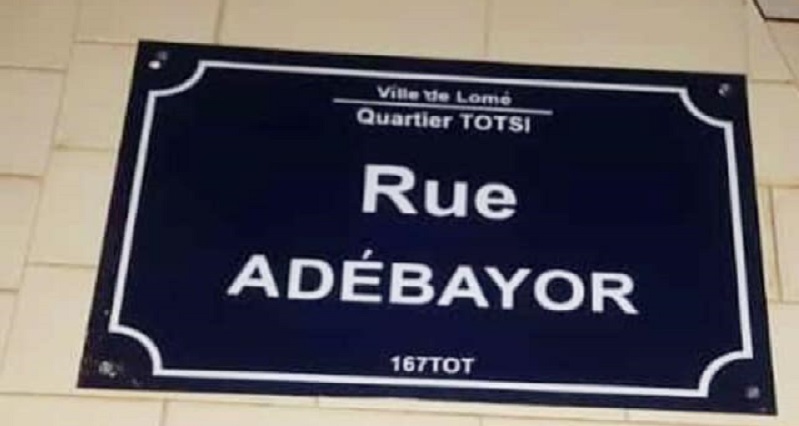 Ville de Lomé
Quartier TOTSI
Rue
ADÉBAYOR
167TOT